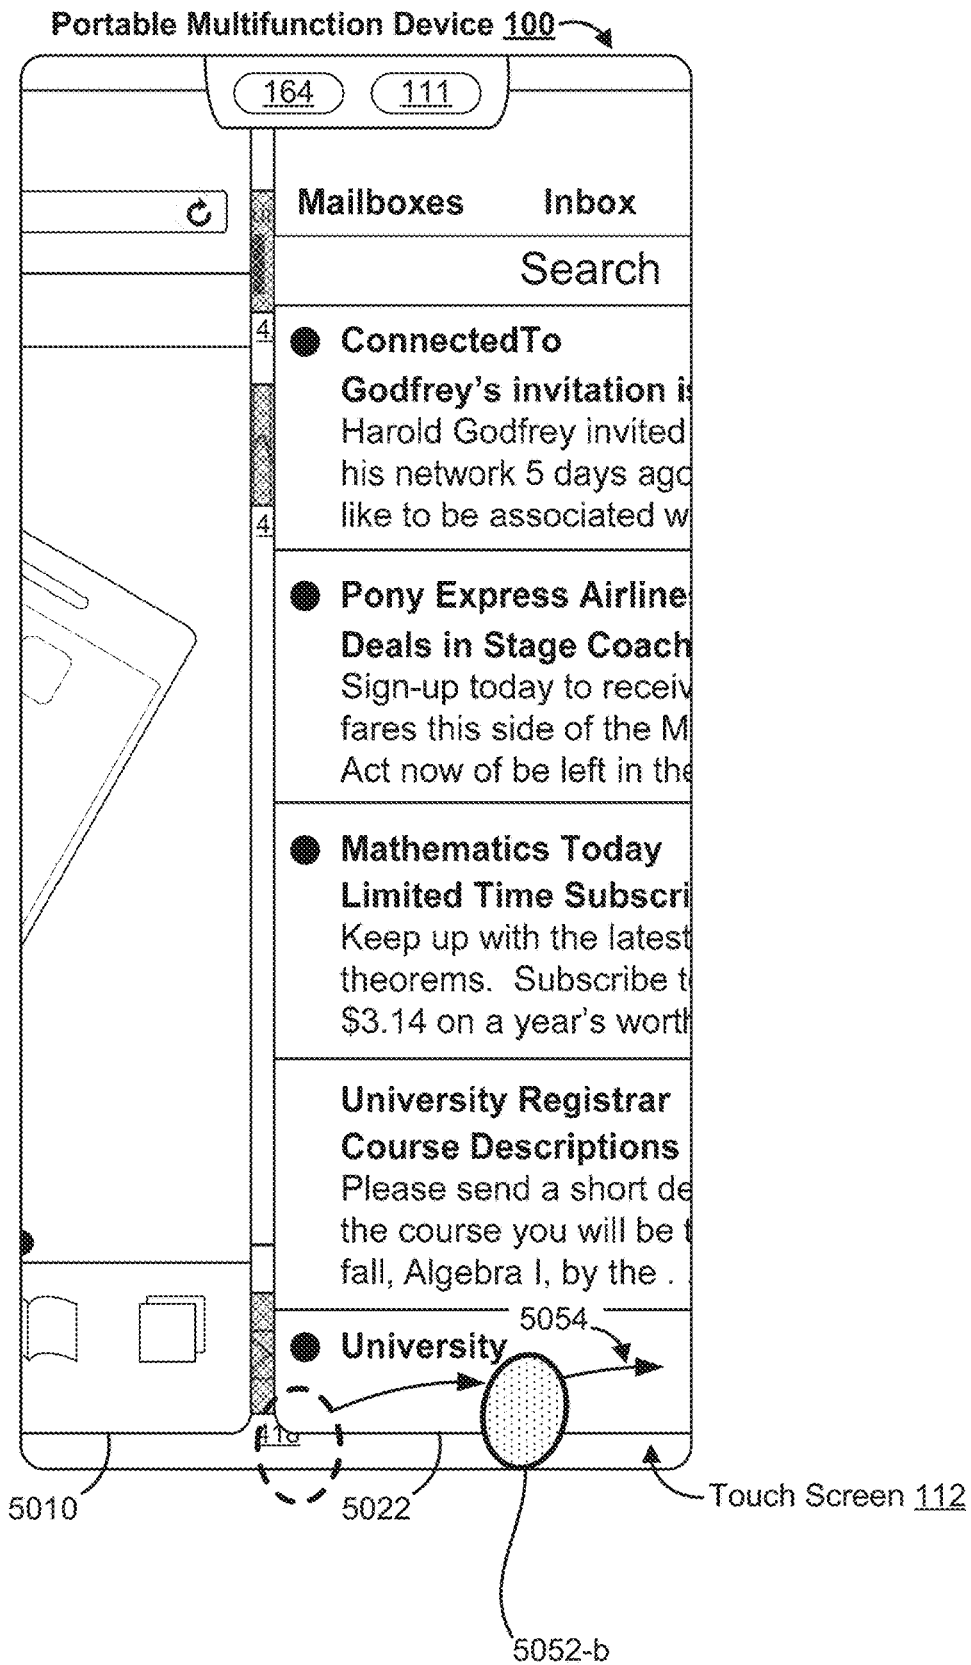 Portable Multifunction Device 100
164 111
Mailboxes Inbox
Search
4
ConnectedTo
Godfrey's invitation is
Harold Godfrey invited
his network 5 days ago
like to be associated w
4
Pony Express Airlines
Deals in Stage Coach
Sign-up today to receiv
fares this side of the M
Act now of be left in the
Mathematics Today
Limited Time Subscri
Keep up with the latest
theorems. Subscribe to
$3.14 on a year's worth
University Registrar
Course Descriptions
Please send a short de
the course you will be t
fall, Algebra I, by the . .
5054
University
5010
5022
Touch Screen 112
5052-b